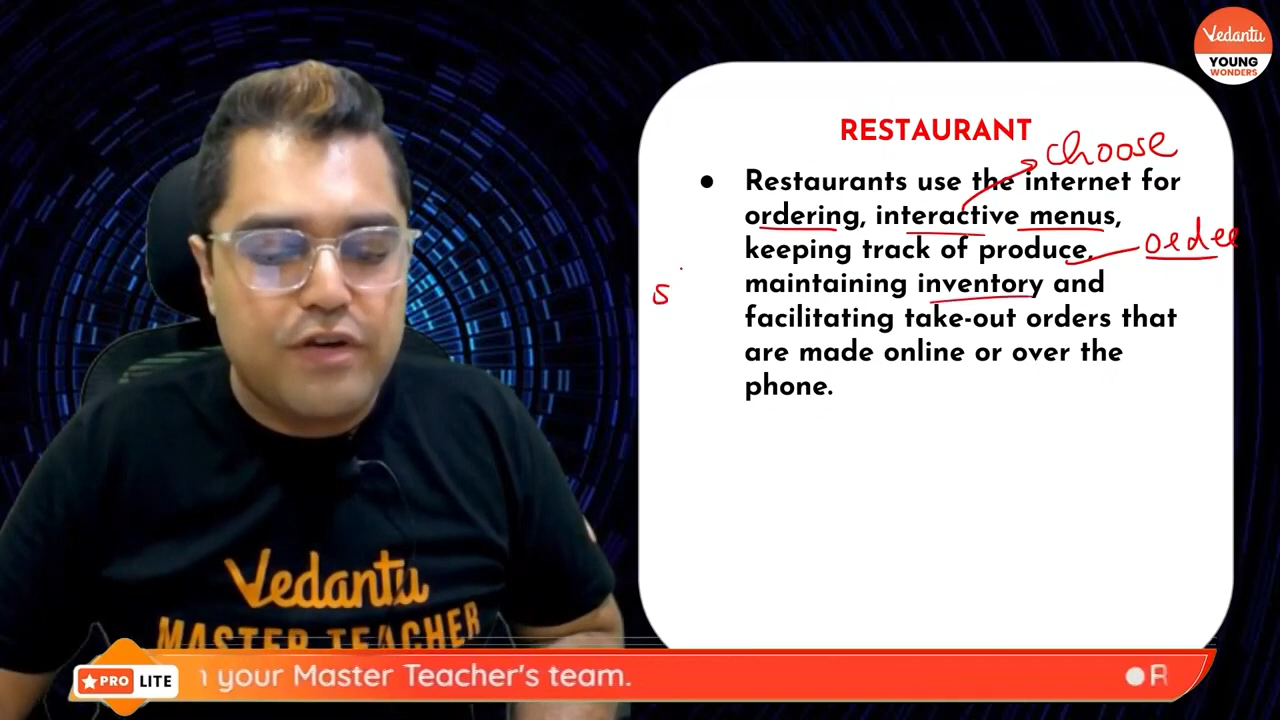 Vedantu
YOUNG
WONDERS
RESTAURANT
choose
● Restaurants use the internet for
ordering, interactive menus,
keeping track of produce,
order
maintaining inventory and
s
facilitating take-out orders that
are made online or over the
phone.
Vedantu
MASTER TEACHER
PRO LITE
your Master Teacher's team.